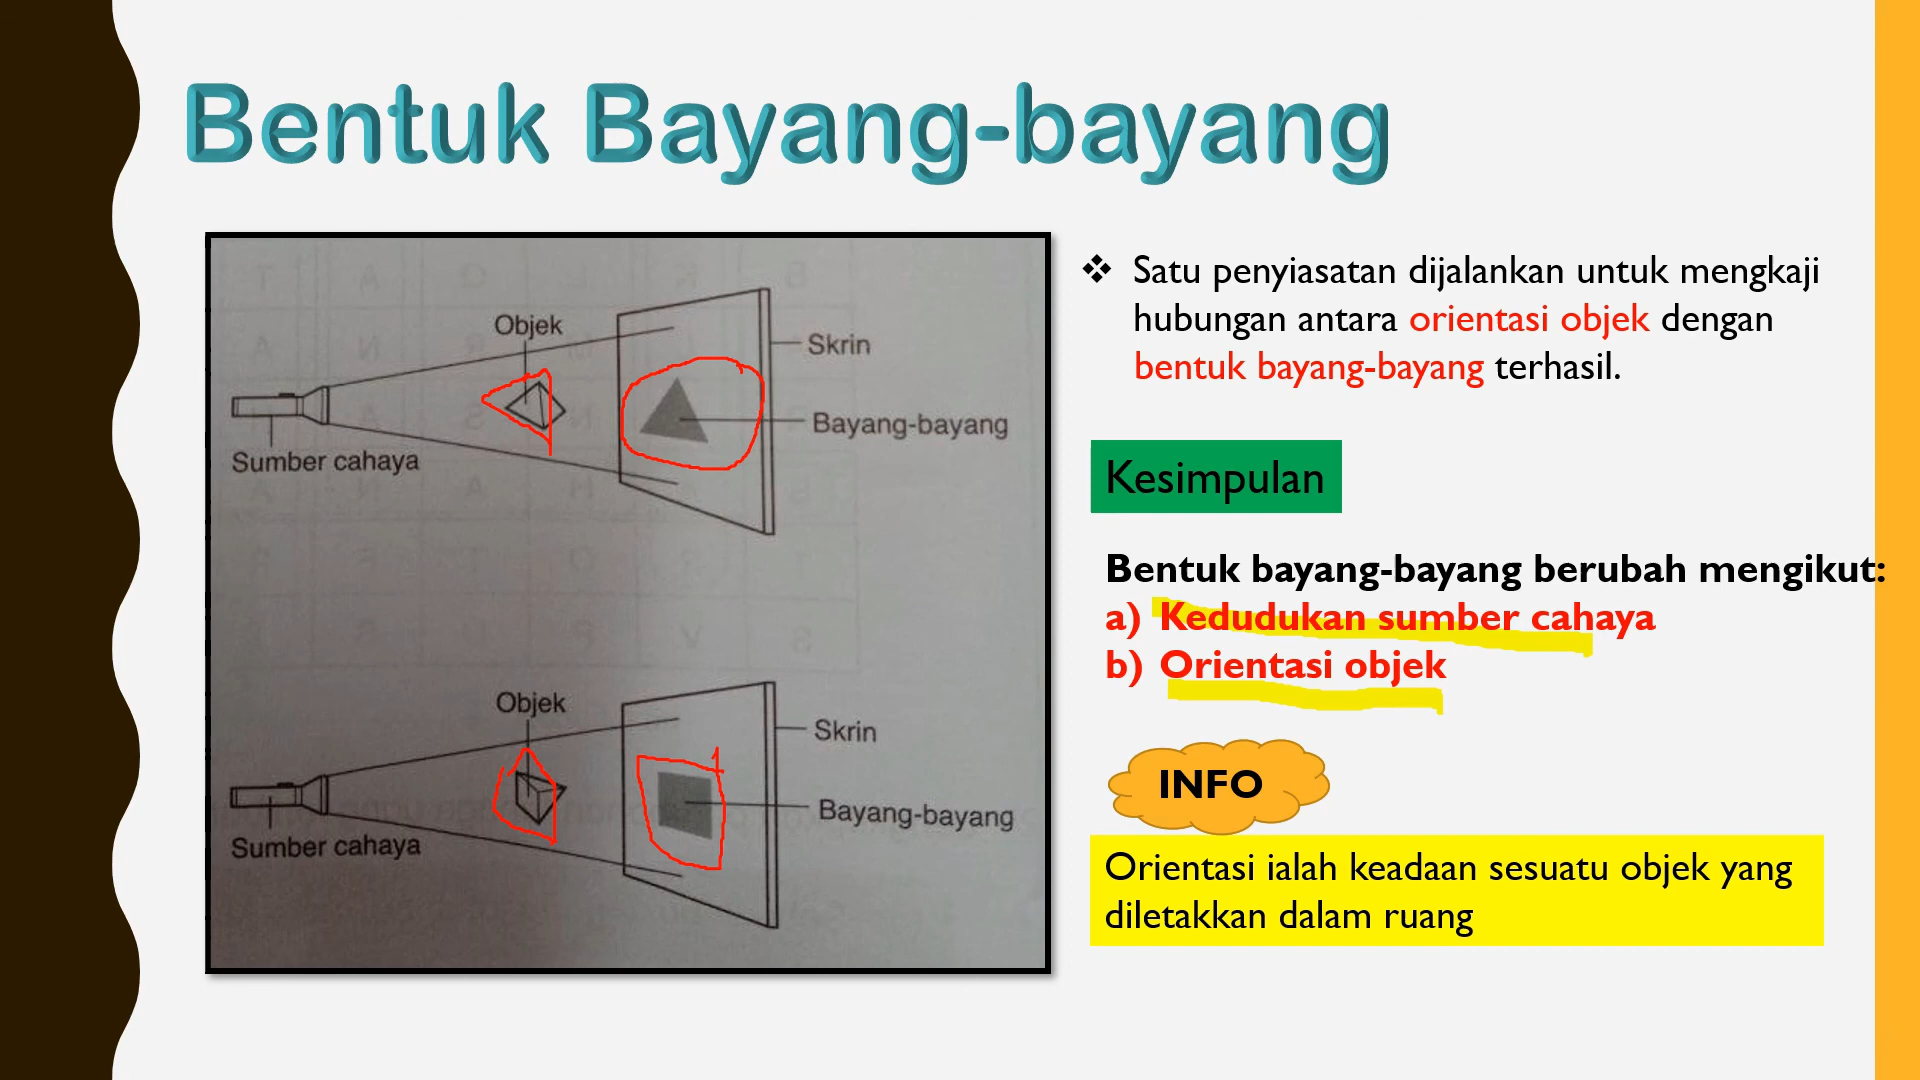 Bentuk Bayang-bayang
Objek
Skrin
Bayang-bayang
Sumber cahaya
Objek
Skrin
Bayang-bayang
Sumber cahaya
❖ Satu penyiasatan dijalankan untuk mengkaji
hubungan antara orientasi objek dengan
bentuk bayang-bayang terhasil.
Kesimpulan
Bentuk bayang-bayang berubah mengikut:
a) Kedudukan sumber cahaya
b) Orientasi objek
INFO
Orientasi ialah keadaan sesuatu objek yang
diletakkan dalam ruang